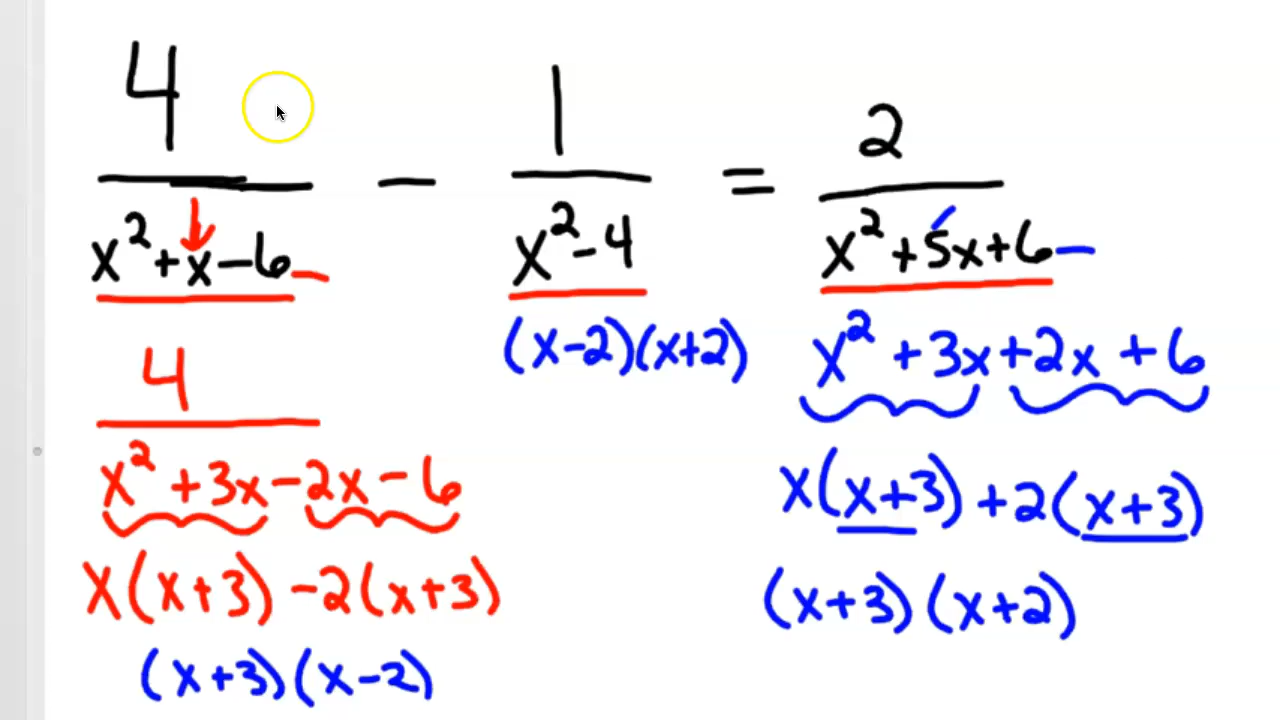 4/(x²+x-6) - 1/(x²-4) = 2/(x²+5x+6)
(x-2)(x+2)
x²+3x+2x+6
4/(x²+3x-2x-6)
x(x+3)+2(x+3)
x(x+3)-2(x+3)
(x+3)(x+2)
(x+3)(x-2)